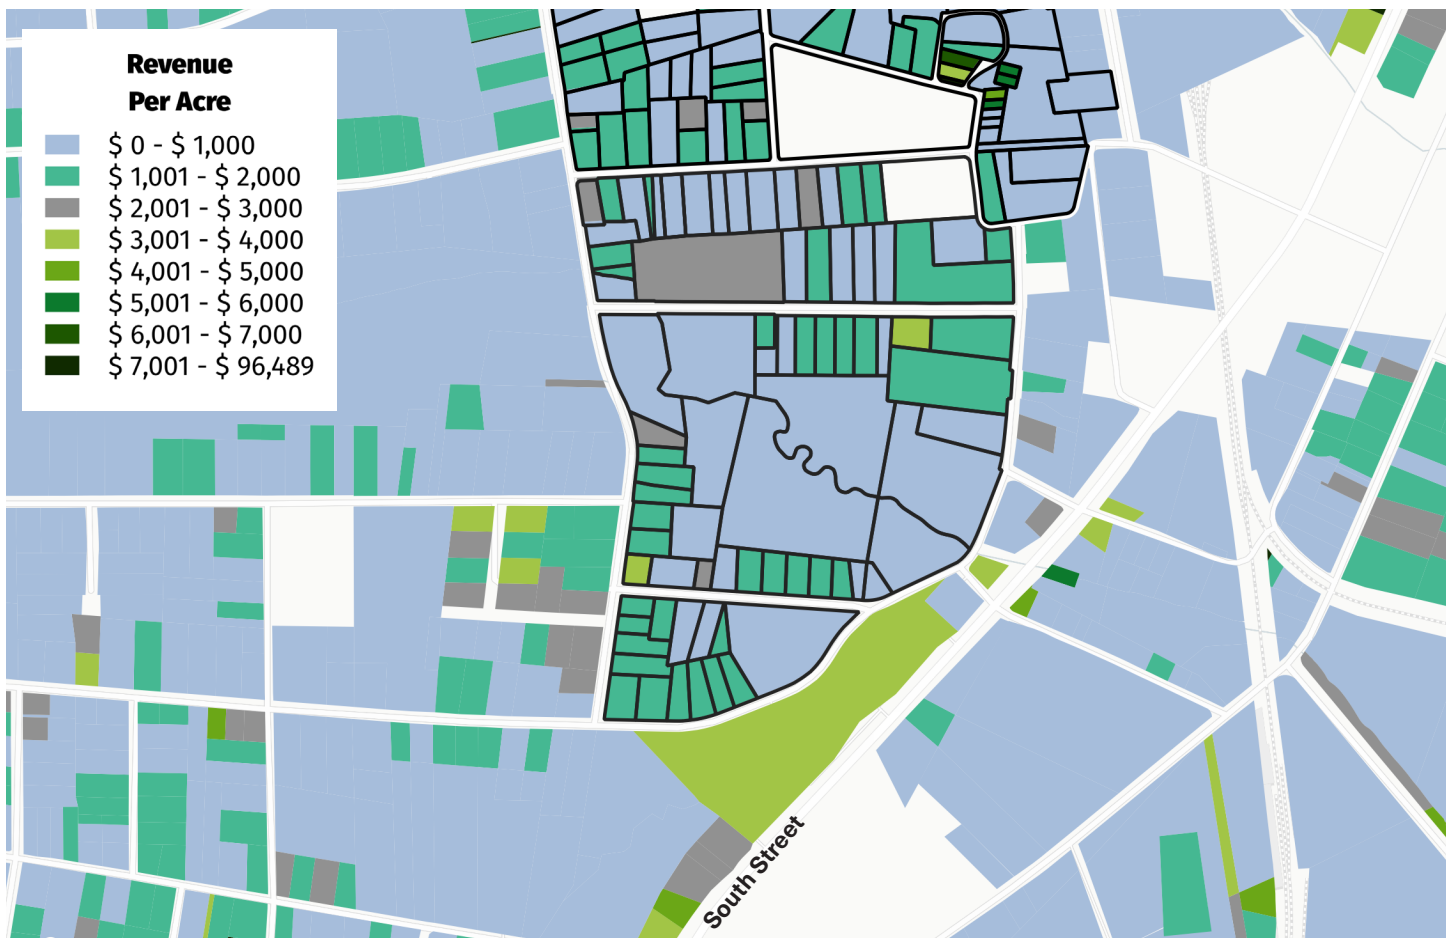 Revenue
Per Acre
$ 0 - $ 1,000
$ 1,001 - $ 2,000
$ 2,001 - $ 3,000
$ 3,001 - $ 4,000
$ 4,001 - $ 5,000
$ 5,001 - $ 6,000
$ 6,001 - $ 7,000
$ 7,001 - $ 96,489
South Street